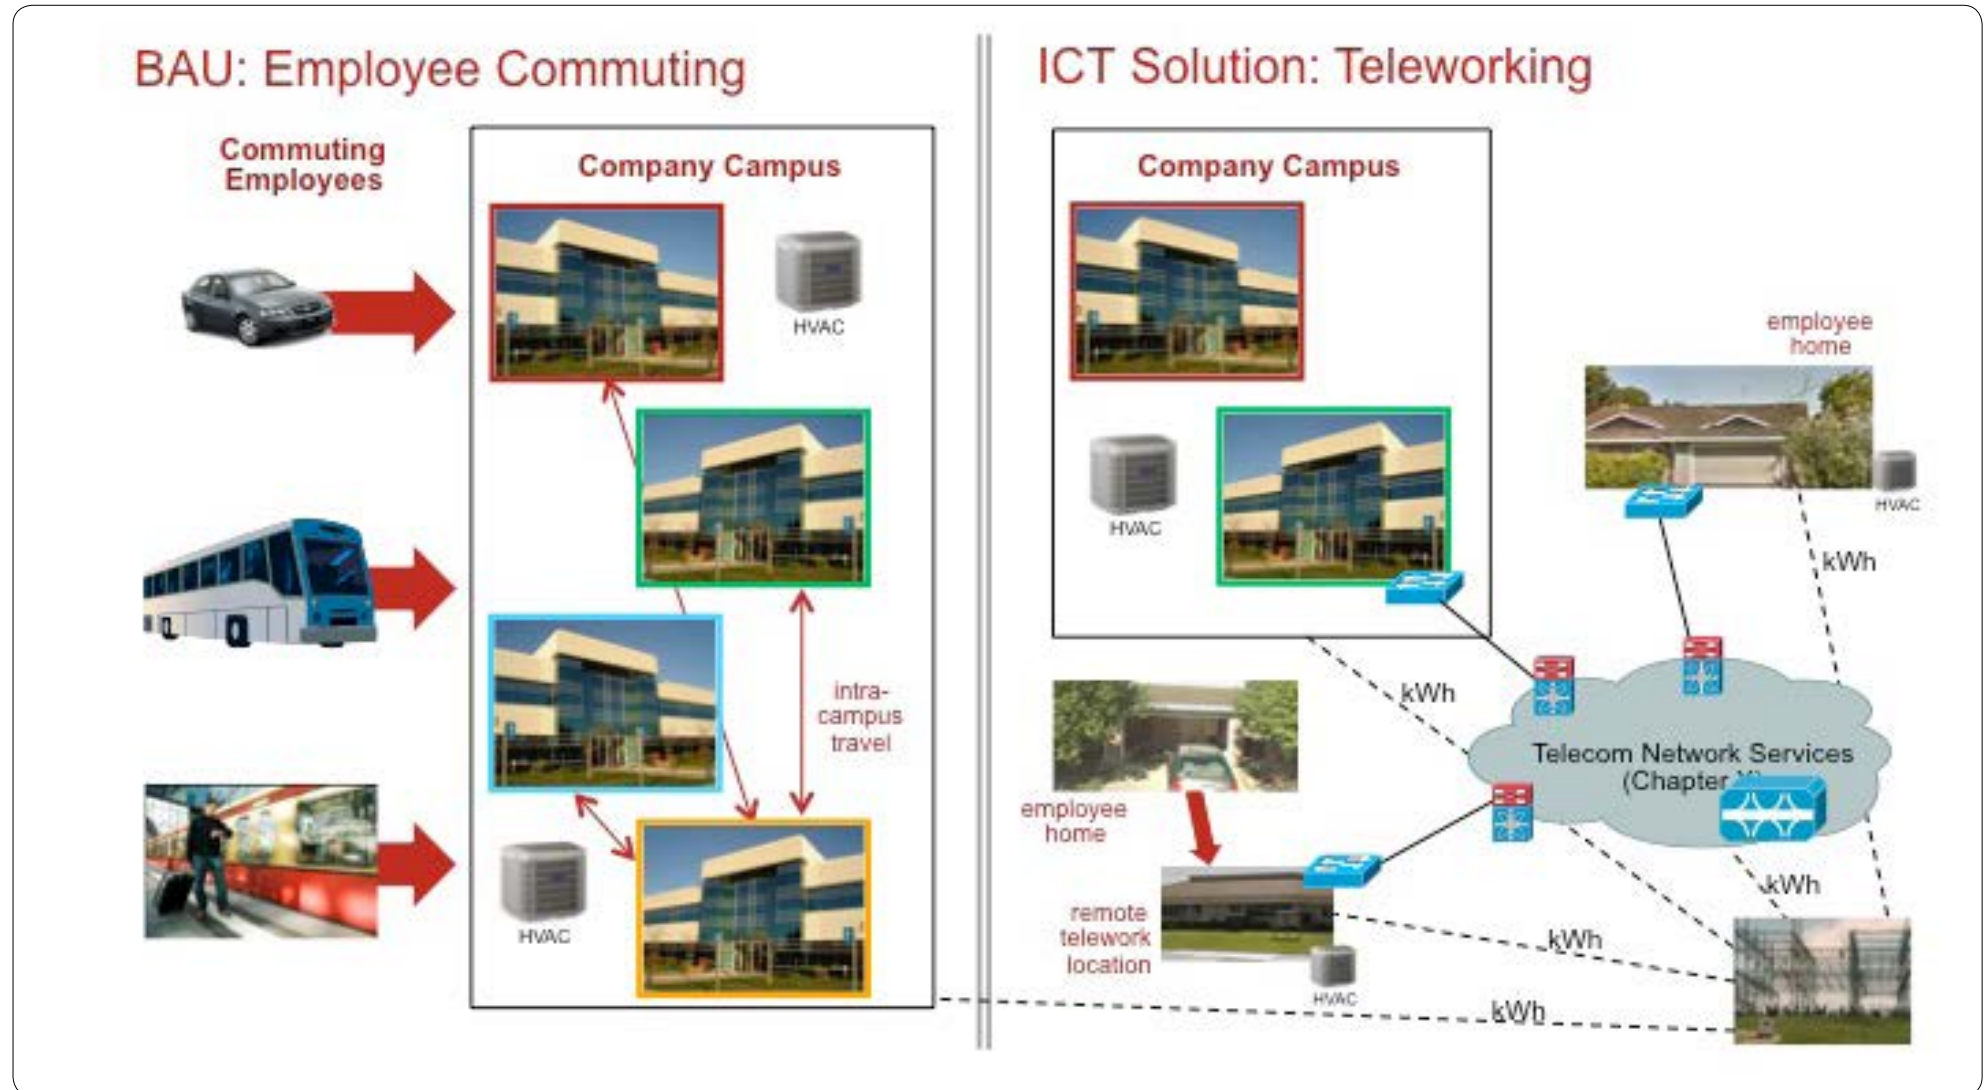 BAU: Employee Commuting
Commuting
Employees
Company Campus
HVAC
intra-
campus
travel
HVAC
ICT Solution: Teleworking
Company Campus
HVAC
employee
home
HVAC
kWh
kWh
Telecom Network Services
(Chapter
employee
home
kWh
remote
telework
location
kWh
HVAC
kWh